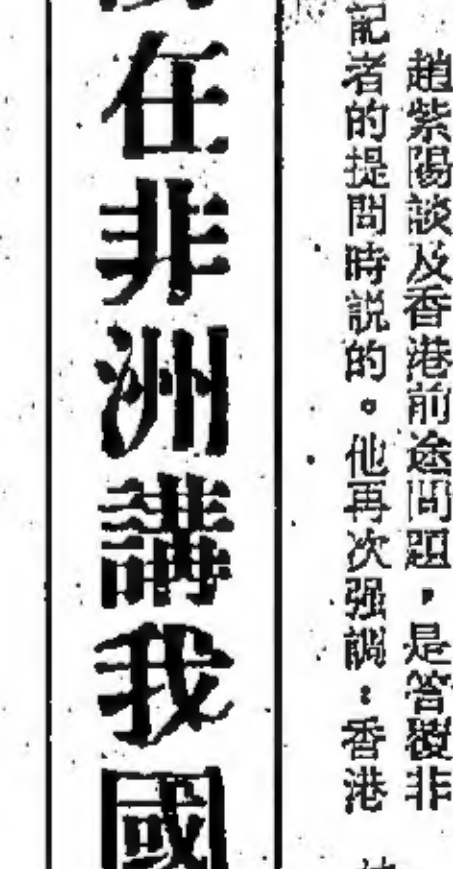 趙紫陽談及香港前途問題，是答覆非
記者的提問時説的。他再次强調：香港
在非洲講我國